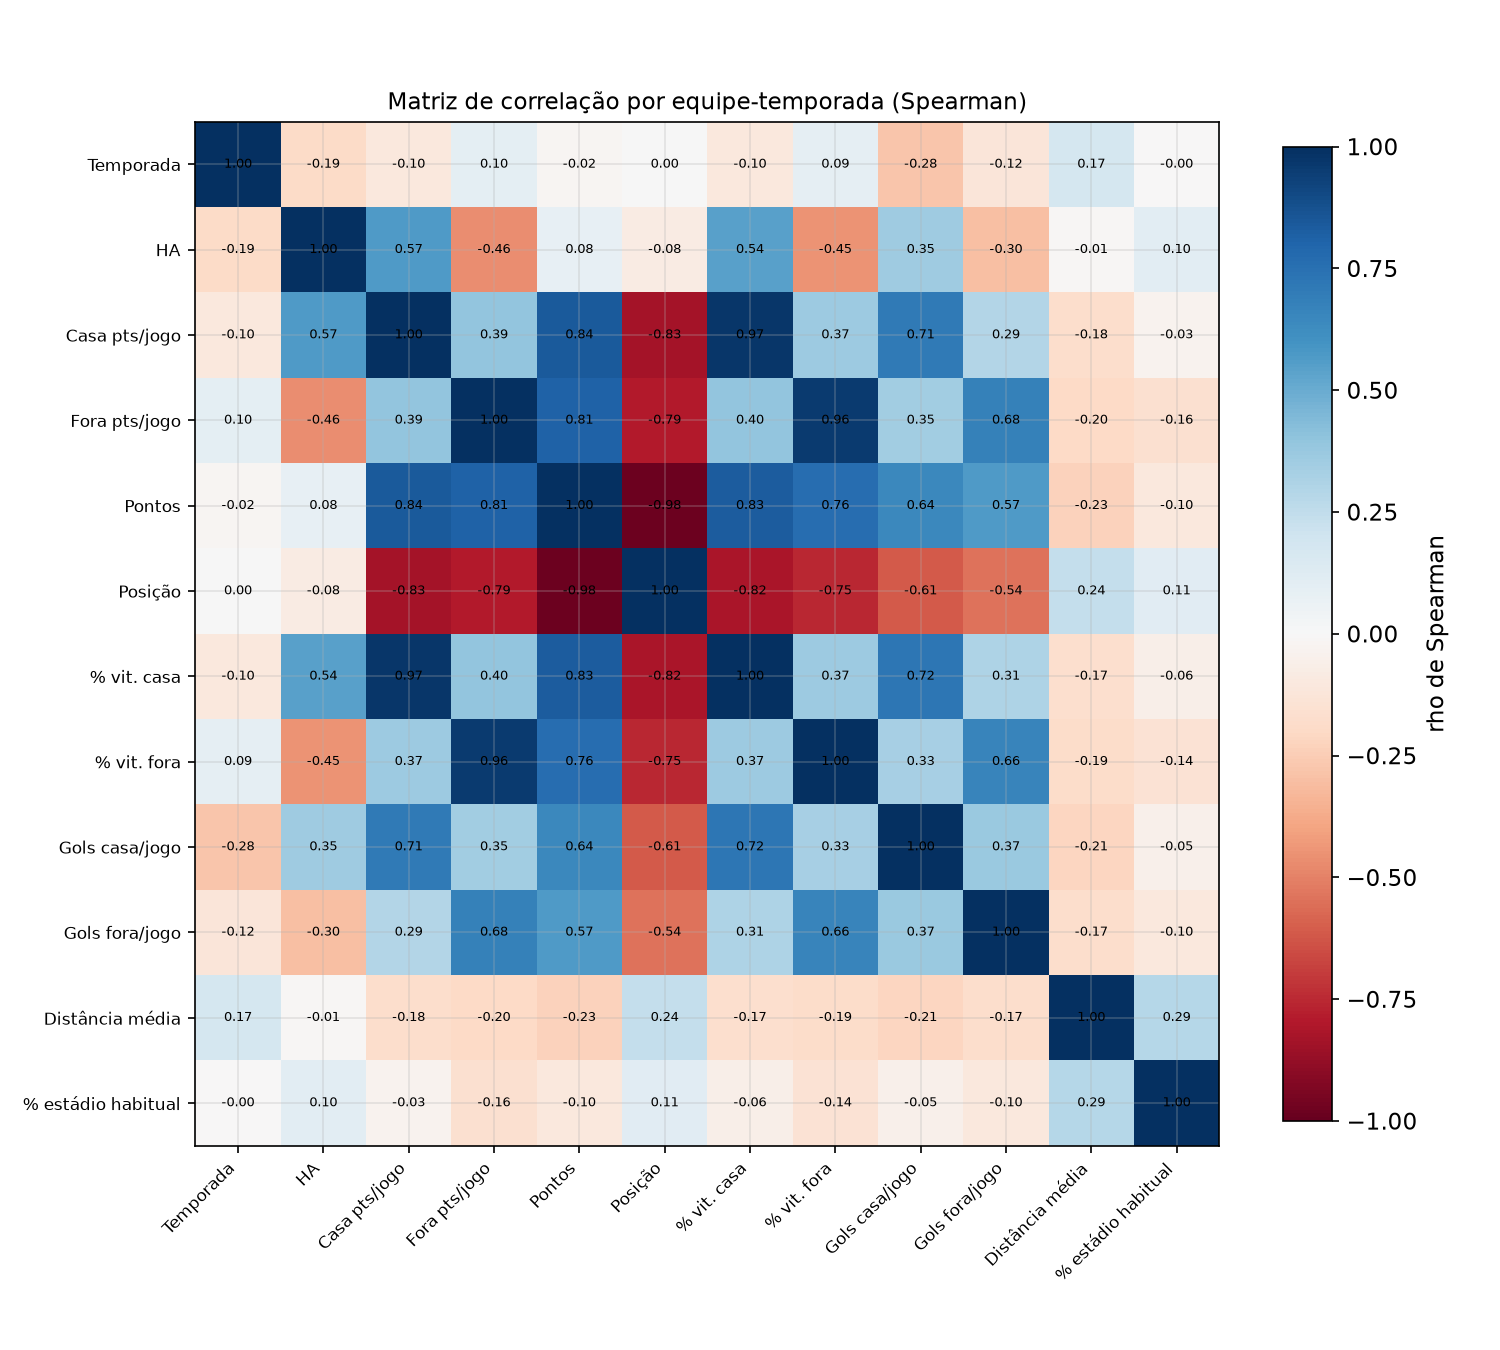 Matriz de correlação por equipe-temporada (Spearman)
Temporada 1.00 -0.19 -0.10 0.10 -0.02 0.00 -0.10 0.09 -0.28 -0.12 0.17 -0.00
HA -0.19 1.00 0.57 -0.46 0.08 -0.08 0.54 -0.45 0.35 -0.30 -0.01 0.10
Casa pts/jogo -0.10 0.57 1.00 0.39 0.84 -0.83 0.97 0.37 0.71 0.29 -0.18 -0.03
Fora pts/jogo 0.10 -0.46 0.39 1.00 0.81 -0.79 0.40 0.96 0.35 0.68 -0.20 -0.16
Pontos -0.02 0.08 0.84 0.81 1.00 -0.98 0.83 0.76 0.64 0.57 -0.23 -0.10
Posição 0.00 -0.08 -0.83 -0.79 -0.98 1.00 -0.82 -0.75 -0.61 -0.54 0.24 0.11
% vit. casa -0.10 0.54 0.97 0.40 0.83 -0.82 1.00 0.37 0.72 0.31 -0.17 -0.06
% vit. fora 0.09 -0.45 0.37 0.96 0.76 -0.75 0.37 1.00 0.33 0.66 -0.19 -0.14
Gols casa/jogo -0.28 0.35 0.71 0.35 0.64 -0.61 0.72 0.33 1.00 0.37 -0.21 -0.05
Gols fora/jogo -0.12 -0.30 0.29 0.68 0.57 -0.54 0.31 0.66 0.37 1.00 -0.17 -0.10
Distância média 0.17 -0.01 -0.18 -0.20 -0.23 0.24 -0.17 -0.19 -0.21 -0.17 1.00 0.29
% estádio habitual -0.00 0.10 -0.03 -0.16 -0.10 0.11 -0.06 -0.14 -0.05 -0.10 0.29 1.00
Temporada
HA
Casa pts/jogo
Fora pts/jogo
Pontos
Posição
% vit. casa
% vit. fora
Gols casa/jogo
Gols fora/jogo
Distância média
% estádio habitual
1.00
0.75
0.50
0.25
0.00
−0.25
−0.50
−0.75
−1.00
rho de Spearman